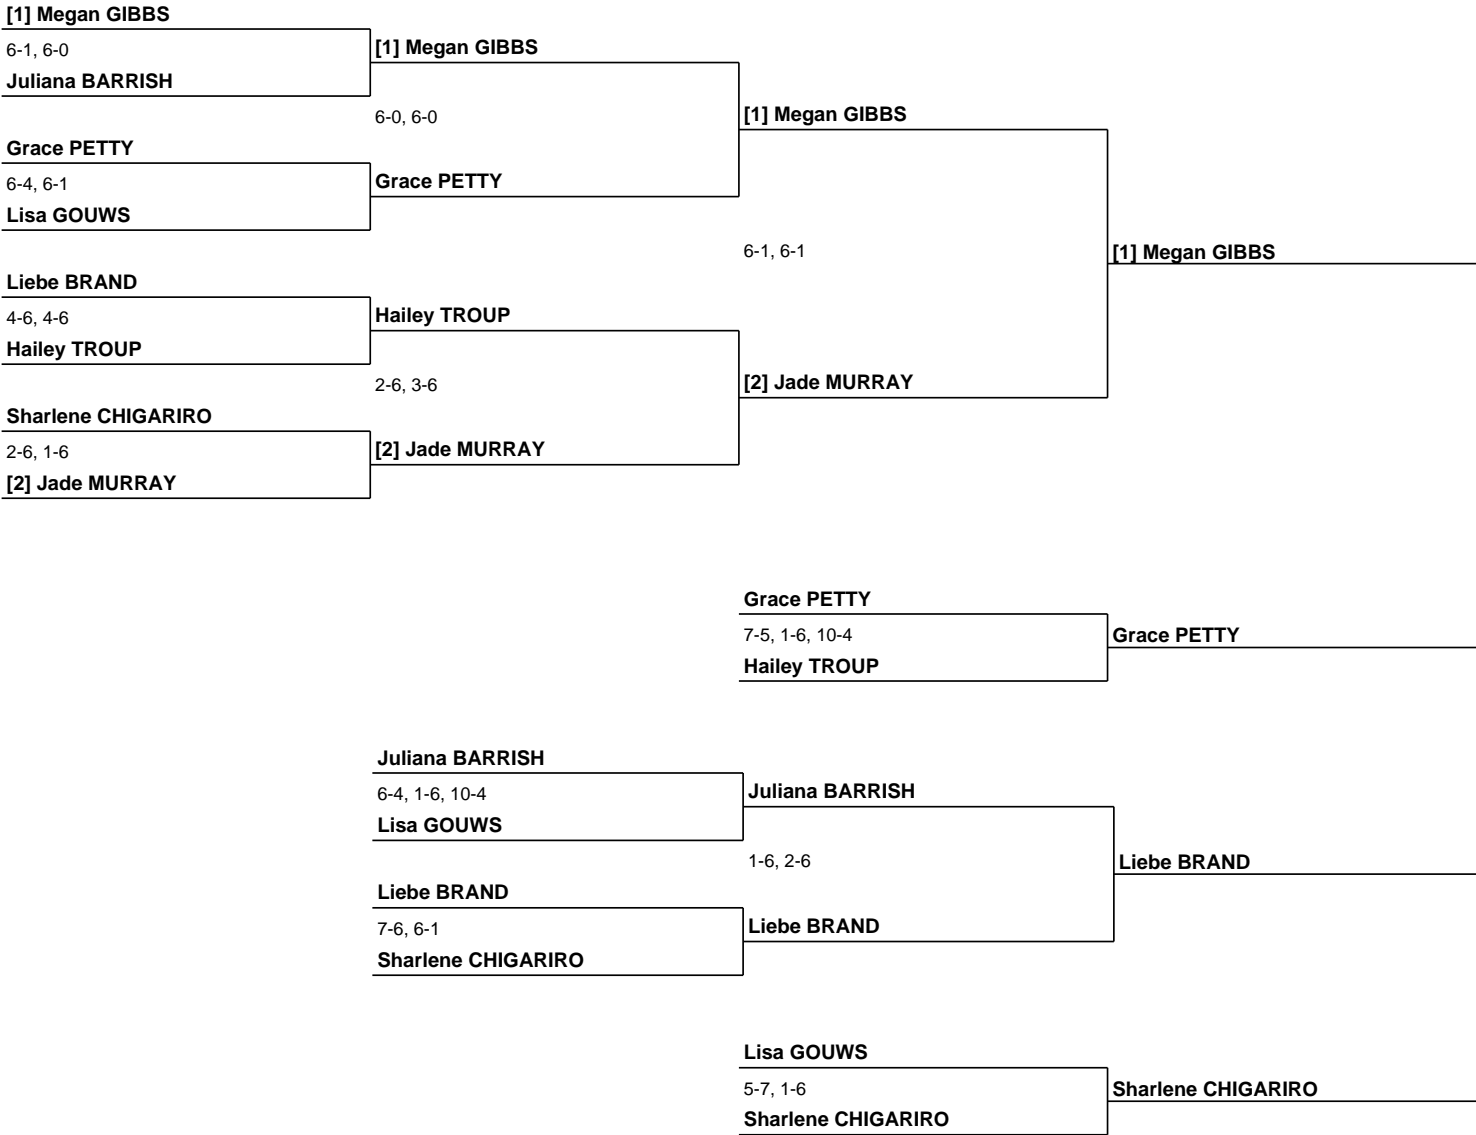 [1] Megan GIBBS
6-1, 6-0
[1] Megan GIBBS
Juliana BARRISH
6-0, 6-0
[1] Megan GIBBS
Grace PETTY
6-4, 6-1
Grace PETTY
Lisa GOUWS
6-1, 6-1
[1] Megan GIBBS
Liebe BRAND
4-6, 4-6
Hailey TROUP
Hailey TROUP
2-6, 3-6
[2] Jade MURRAY
Sharlene CHIGARIRO
2-6, 1-6
[2] Jade MURRAY
[2] Jade MURRAY
Grace PETTY
7-5, 1-6, 10-4
Grace PETTY
Hailey TROUP
Juliana BARRISH
6-4, 1-6, 10-4
Juliana BARRISH
Lisa GOUWS
1-6, 2-6
Liebe BRAND
Liebe BRAND
7-6, 6-1
Liebe BRAND
Sharlene CHIGARIRO
Lisa GOUWS
5-7, 1-6
Sharlene CHIGARIRO
Sharlene CHIGARIRO